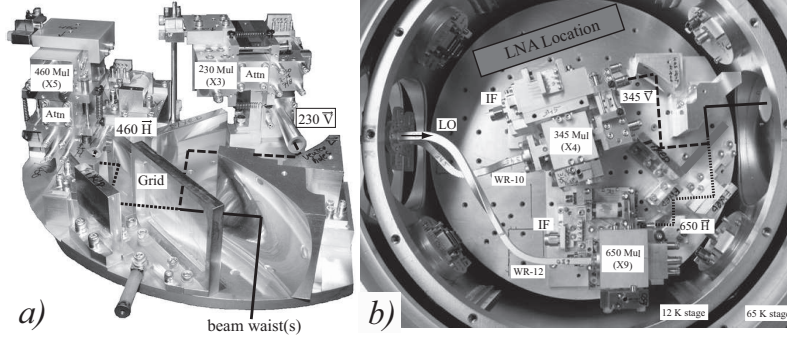 460 Mul
(X5)
Attn
460 H⃗
230 Mul
(X3)
Attn
230 V⃗
Grid
a)
beam waist(s)
LNA Location
IF
LO
345 V⃗
345 Mul
(X4)
WR-10
IF
650 H⃗
650 Mul
(X9)
WR-12
b)
12 K stage
65 K stage